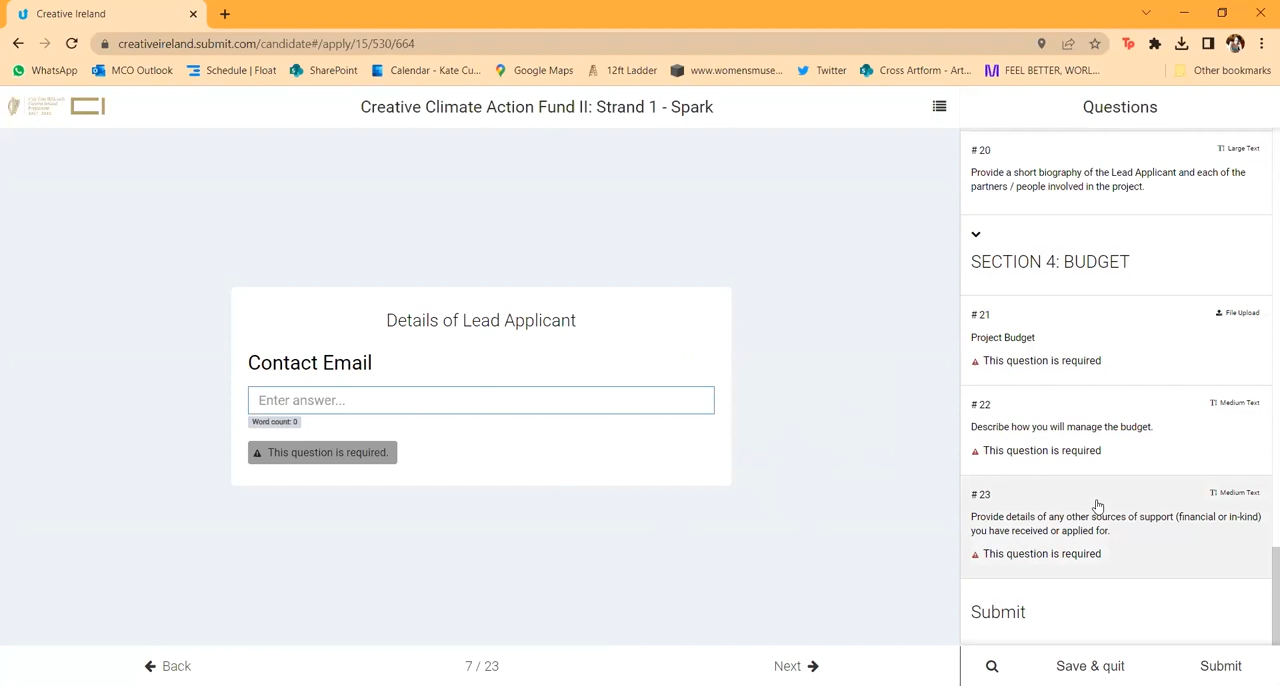 Creative Ireland
creativeireland.submit.com/candidate#/apply/15/530/664
WhatsApp
MCO Outlook
Schedule | Float
SharePoint
Calendar - Kate Cu...
Google Maps
12ft Ladder
www.womensmuse...
Twitter
Cross Artform - Art...
FEEL BETTER, WORL...
Other bookmarks
Creative Climate Action Fund II: Strand 1 - Spark
Details of Lead Applicant
Contact Email
Enter answer...
Word count: 0
This question is required.
Back
7 / 23
Next
Questions
# 20
Large Text
Provide a short biography of the Lead Applicant and each of the
partners / people involved in the project.
SECTION 4: BUDGET
# 21
File Upload
Project Budget
This question is required
# 22
Medium Text
Describe how you will manage the budget.
This question is required
# 23
Medium Text
Provide details of any other sources of support (financial or in-kind)
you have received or applied for.
This question is required
Submit
Save & quit
Submit